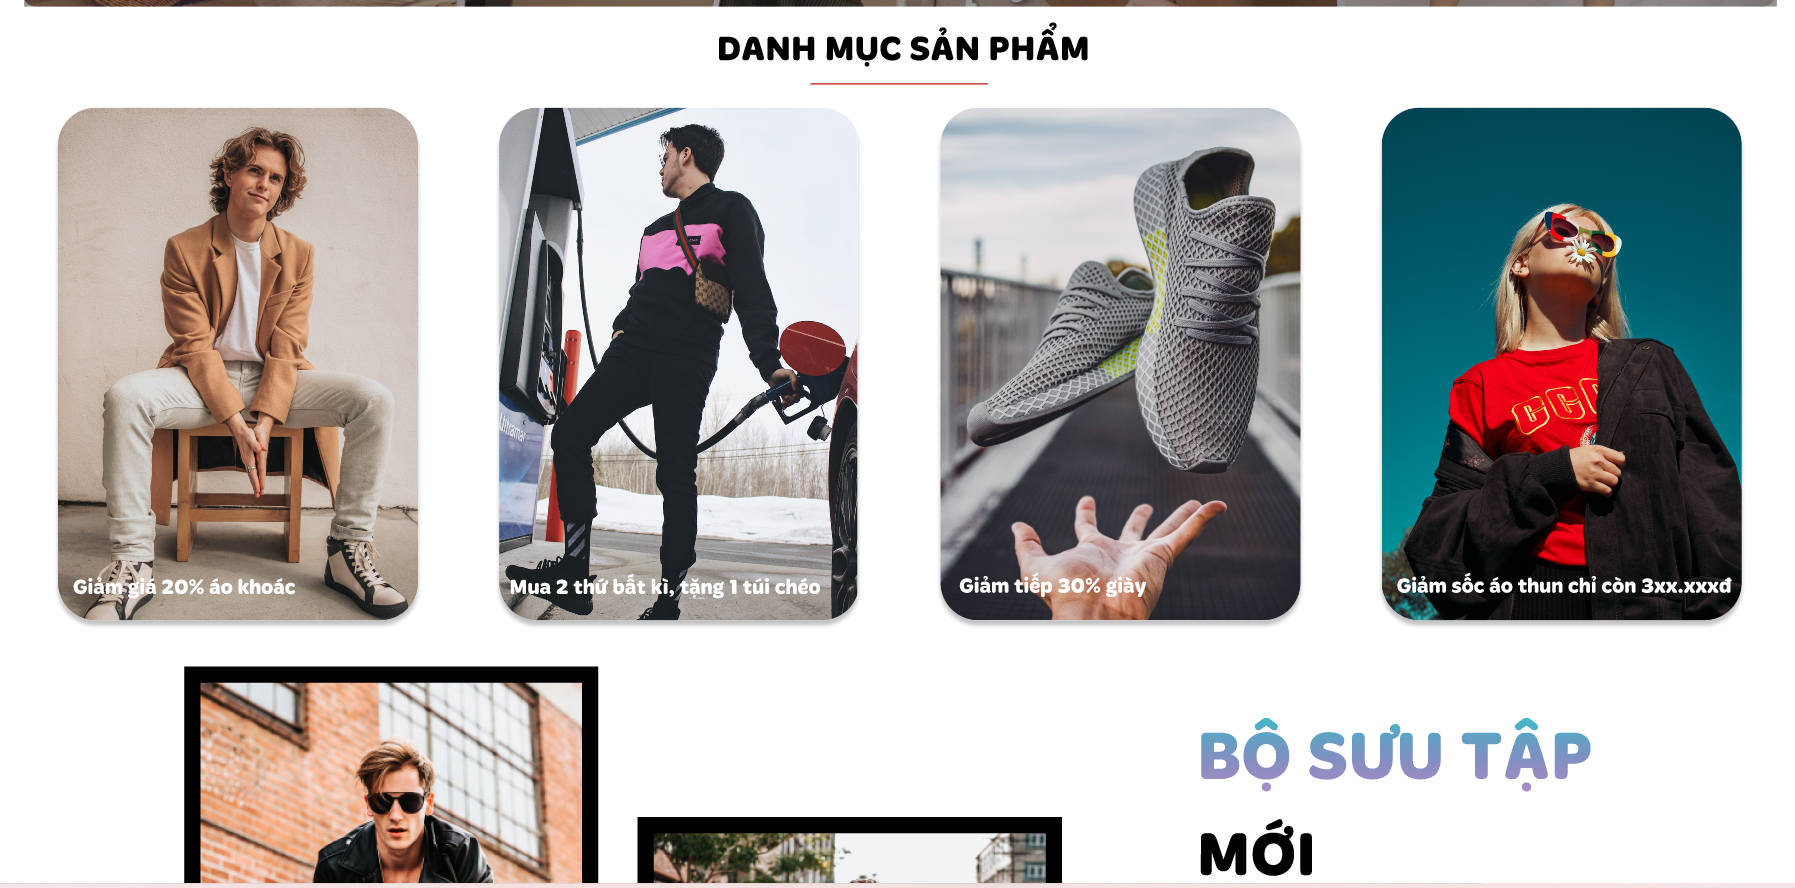 DANH MỤC SẢN PHẨM
Giảm giá 20% áo khoác
Mua 2 thứ bất kì, tặng 1 túi chéo
Giảm tiếp 30% giày
Giảm sốc áo thun chỉ còn 3xx.xxxđ
Ultramar
BỘ SƯU TẬP
MỚI